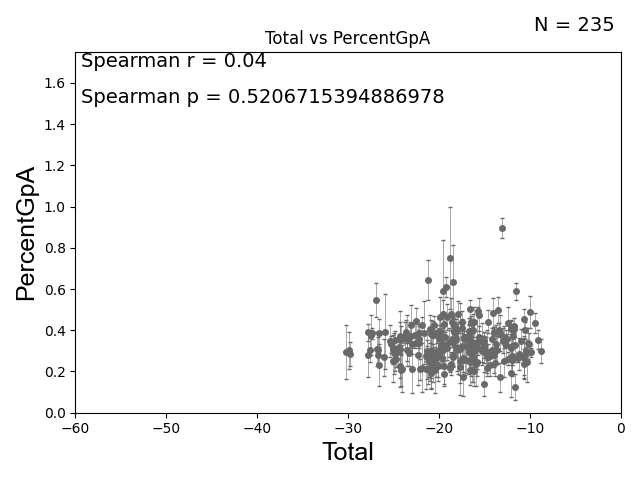 N = 235
Total vs PercentGpA
Spearman r = 0.04
Spearman p = 0.5206715394886978
PercentGpA
1.6
1.4
1.2
1.0
0.8
0.6
0.4
0.2
0.0
−60 −50 −40 −30 −20 −10 0
Total